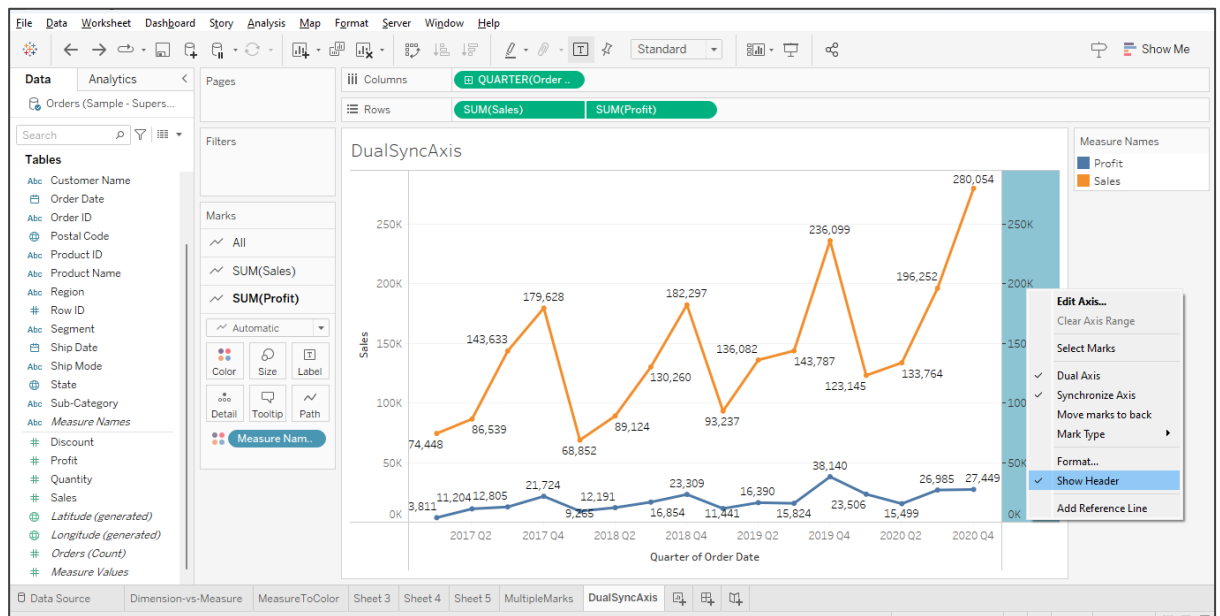 File Data Worksheet Dashboard Story Analysis Map Format Server Window Help
Standard
Show Me
Data Analytics
Orders (Sample - Supers...
Search
Tables
Abc Customer Name
Order Date
Abc Order ID
Postal Code
Abc Product ID
Abc Product Name
Abc Region
# Row ID
Abc Segment
Ship Date
Abc Ship Mode
State
Abc Sub-Category
Abc Measure Names
# Discount
# Profit
# Quantity
# Sales
Latitude (generated)
Longitude (generated)
# Orders (Count)
# Measure Values
Pages
Filters
Marks
All
SUM(Sales)
SUM(Profit)
Automatic
Color Size Label
Detail Tooltip Path
Measure Nam..
Columns QUARTER(Order ..
Rows SUM(Sales) SUM(Profit)
DualSyncAxis
280,054
250K 236,099 250K
200K 196,252 200K
179,628 182,297
150K 143,633 136,082 143,787 150
130,260 123,145 133,764
100K 89,124 93,237 100
74,448 86,539 68,852
50K 38,140 50K
3,811 11,204 12,805 21,724 9,265 12,191 16,854 23,309 11,441 16,390 15,824 23,506 15,499 26,985 27,449
0K 0K
Sales
2017 Q2 2017 Q4 2018 Q2 2018 Q4 2019 Q2 2019 Q4 2020 Q2 2020 Q4
Quarter of Order Date
Measure Names
Profit
Sales
Edit Axis...
Clear Axis Range
Select Marks
Dual Axis
Synchronize Axis
Move marks to back
Mark Type
Format...
Show Header
Add Reference Line
Data Source Dimension-vs-Measure MeasureToColor Sheet 3 Sheet 4 Sheet 5 MultipleMarks DualSyncAxis